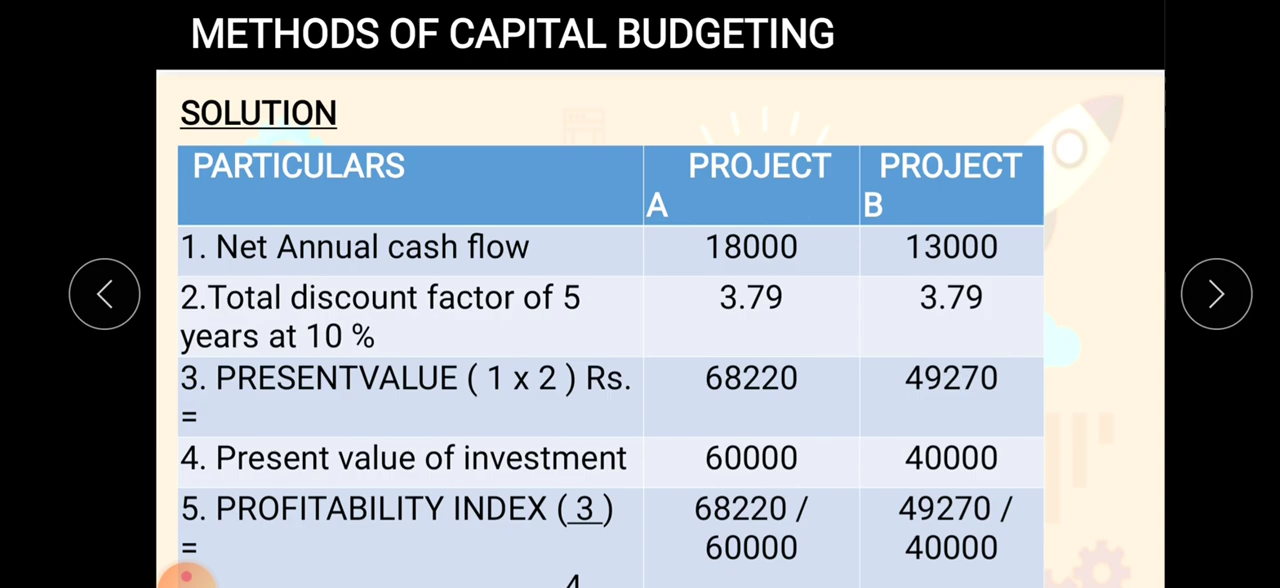 METHODS OF CAPITAL BUDGETING
SOLUTION
PARTICULARS PROJECT A PROJECT B
1. Net Annual cash flow 18000 13000
2.Total discount factor of 5 years at 10 % 3.79 3.79
3. PRESENTVALUE ( 1 x 2 ) Rs. = 68220 49270
4. Present value of investment 60000 40000
5. PROFITABILITY INDEX ( 3 ) 68220 / 49270 /
= 60000 40000
4